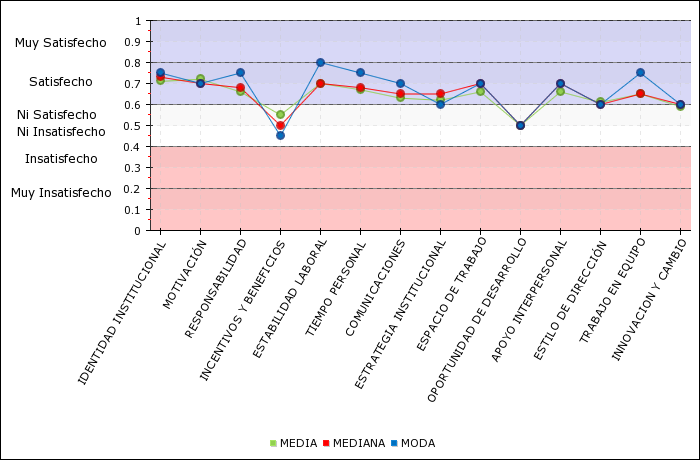 1
0.9
Muy Satisfecho
0.8
0.7
Satisfecho
0.6
Ni Satisfecho
0.5
Ni Insatisfecho
0.4
Insatisfecho
0.3
0.2
Muy Insatisfecho
0.1
0
IDENTIDAD INSTITUCIONAL
MOTIVACIÓN
RESPONSABILIDAD
INCENTIVOS Y BENEFICIOS
ESTABILIDAD LABORAL
TIEMPO PERSONAL
COMUNICACIONES
ESTRATEGIA INSTITUCIONAL
ESPACIO DE TRABAJO
OPORTUNIDAD DE DESARROLLO
APOYO INTERPERSONAL
ESTILO DE DIRECCIÓN
TRABAJO EN EQUIPO
INNOVACION Y CAMBIO
MEDIA MEDIANA MODA